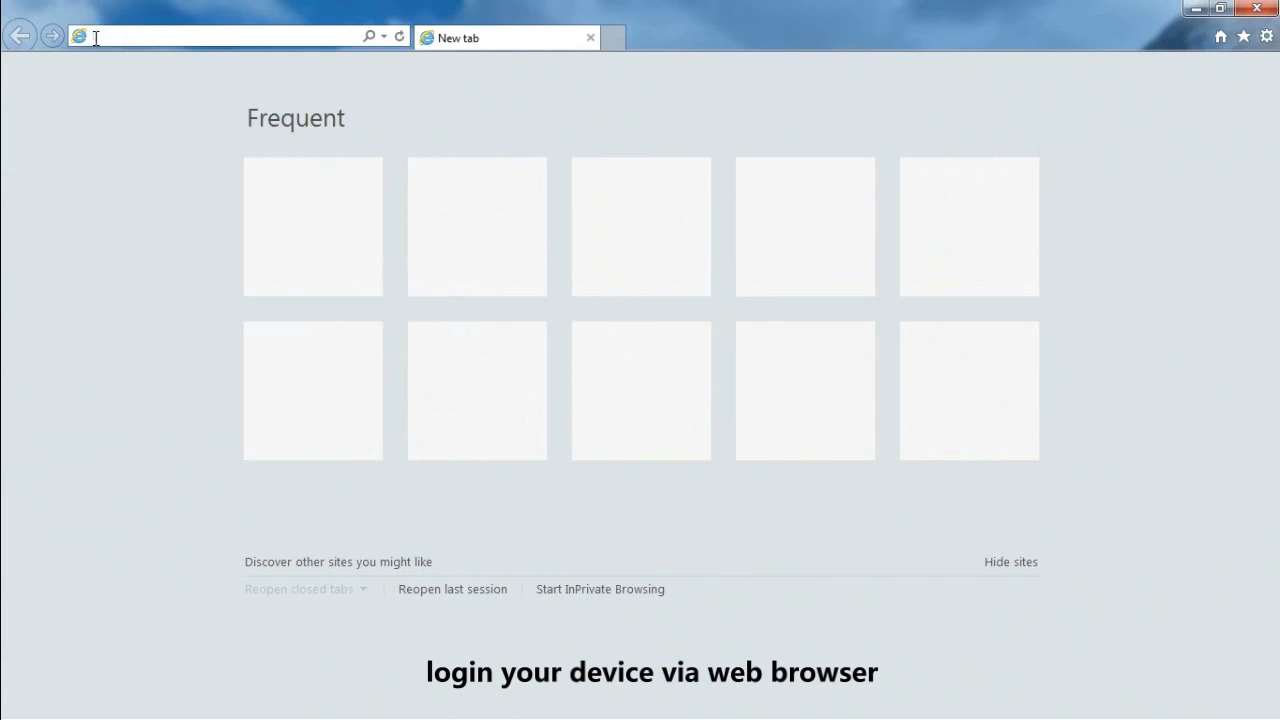 New tab
Frequent
Discover other sites you might like
Hide sites
Reopen closed tabs
Reopen last session
Start InPrivate Browsing
login your device via web browser